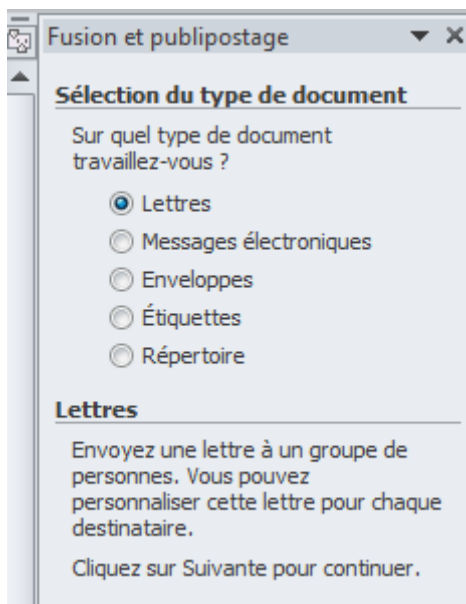 Fusion et publipostage
Sélection du type de document
Sur quel type de document
travaillez-vous ?
Lettres
Messages électroniques
Enveloppes
Étiquettes
Répertoire
Lettres
Envoyez une lettre à un groupe de
personnes. Vous pouvez
personnaliser cette lettre pour chaque
destinataire.
Cliquez sur Suivante pour continuer.